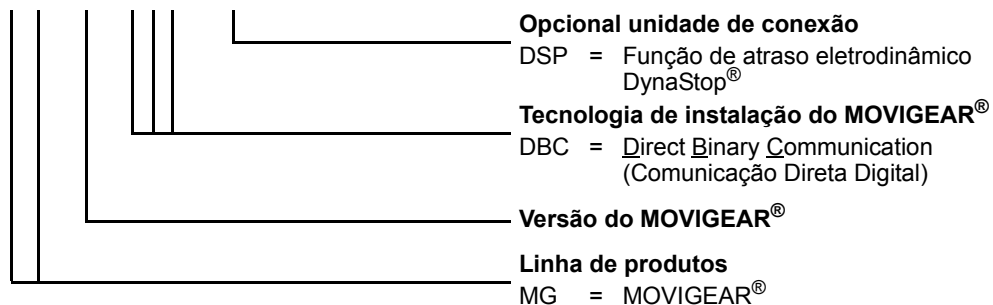 Opcional unidade de conexão
DSP = Função de atraso eletrodinâmico
DynaStop®
Tecnologia de instalação do MOVIGEAR®
DBC = Direct Binary Communication
(Comunicação Direta Digital)
Versão do MOVIGEAR®
Linha de produtos
MG = MOVIGEAR®